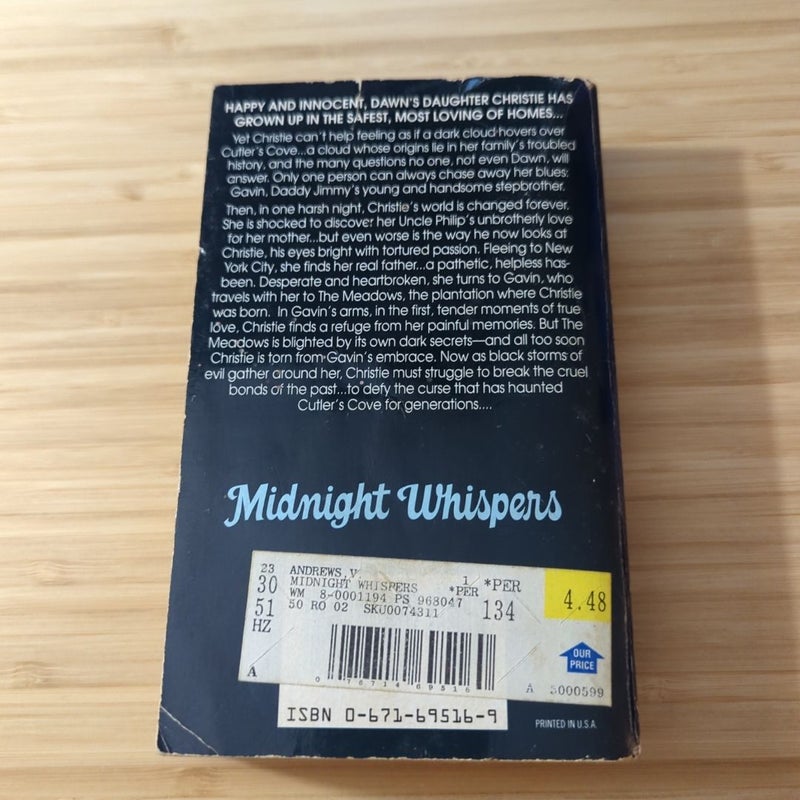 HAPPY AND INNOCENT, DAWN'S DAUGHTER CHRISTIE HAS
GROWN UP IN THE SAFEST, MOST LOVING OF HOMES...
Yet Christie can't help feeling as if a dark cloud hovers over
Cutler's Cove...a cloud whose origins lie in her family's troubled
history, and the many questions no one, not even Dawn, will
answer. Only one person can always chase away her blues:
Gavin, Daddy Jimmy's young and handsome stepbrother.
Then, in one harsh night, Christie's world is changed forever.
She is shocked to discover her Uncle Philip's unbrotherly love
for her mother...but even worse is the way he now looks at
Christie, his eyes bright with tortured passion. Fleeing to New
York City, she finds her real father...a pathetic, helpless has-
been. Desperate and heartbroken, she turns to Gavin, who
travels with her to The Meadows, the plantation where Christie
was born. In Gavin's arms, in the first, tender moments of true
love, Christie finds a refuge from her painful memories. But The
Meadows is blighted by its own dark secrets—and all too soon
Christie is torn from Gavin's embrace. Now as black storms of
evil gather around her, Christie must struggle to break the cruel
bonds of the past...to defy the curse that has haunted
Cutler's Cove for generations....
Midnight Whispers
23 ANDREWS, V 1 *PER
30 MIDNIGHT WHISPERS *PER 134 4.48
51 WM 8-0001194 PS 968047
HZ 50 RO 02 SKU0074311
OUR
PRICE
A 0 76714 69516 A 5000599
ISBN 0-671-69516-9
PRINTED IN U.S.A.